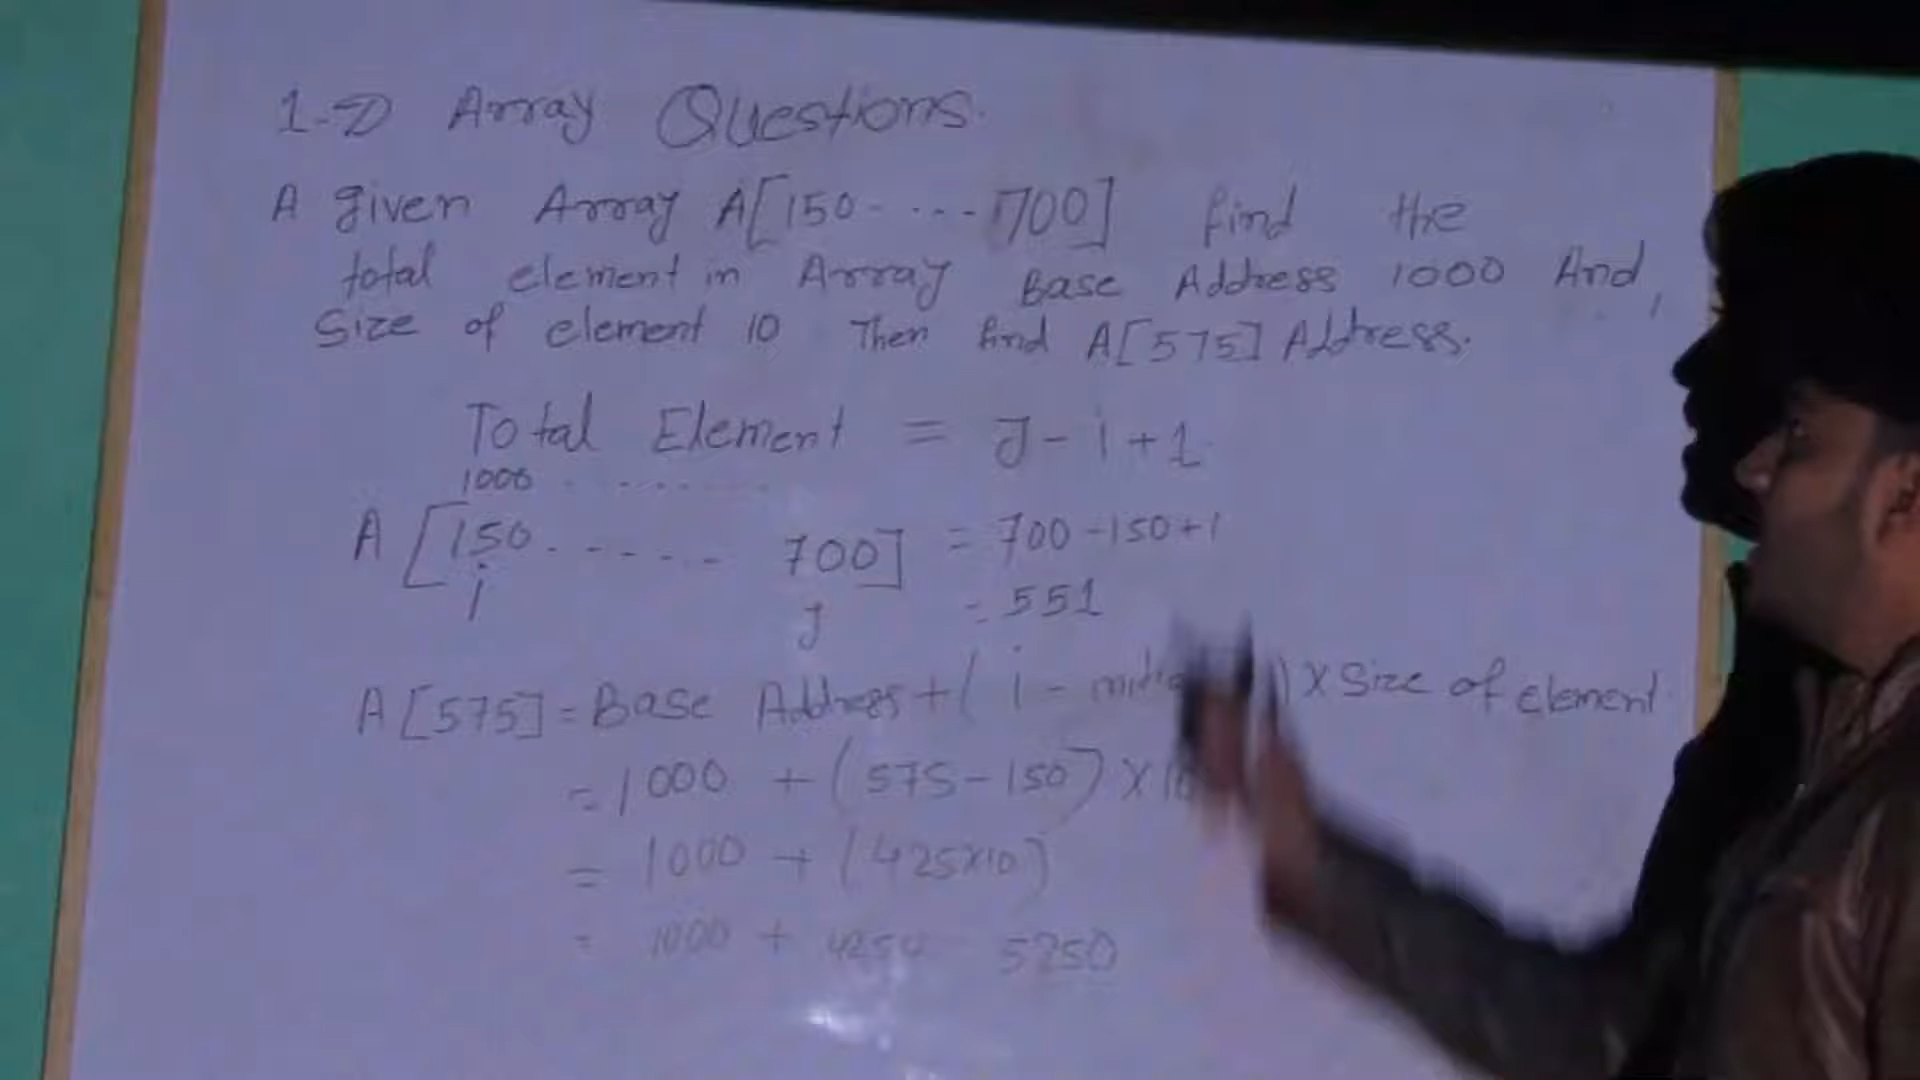 1-D Array Questions.
A given Array A[150- ...- 700] find the
total element in Array Base Address 1000 And,
Size of element 10 Then find A[575] Address.
Total Element = J - i + 1
1000 . . . . . . . .
A [150. - - - - - 700] = 700 - 150 + 1
i j = 551
A [575] = Base Address + ( i - ) X Size of element
= 1000 + (575 - 150) X 10
= 1000 + (425x10)
= 1000 + 4250 - 5250